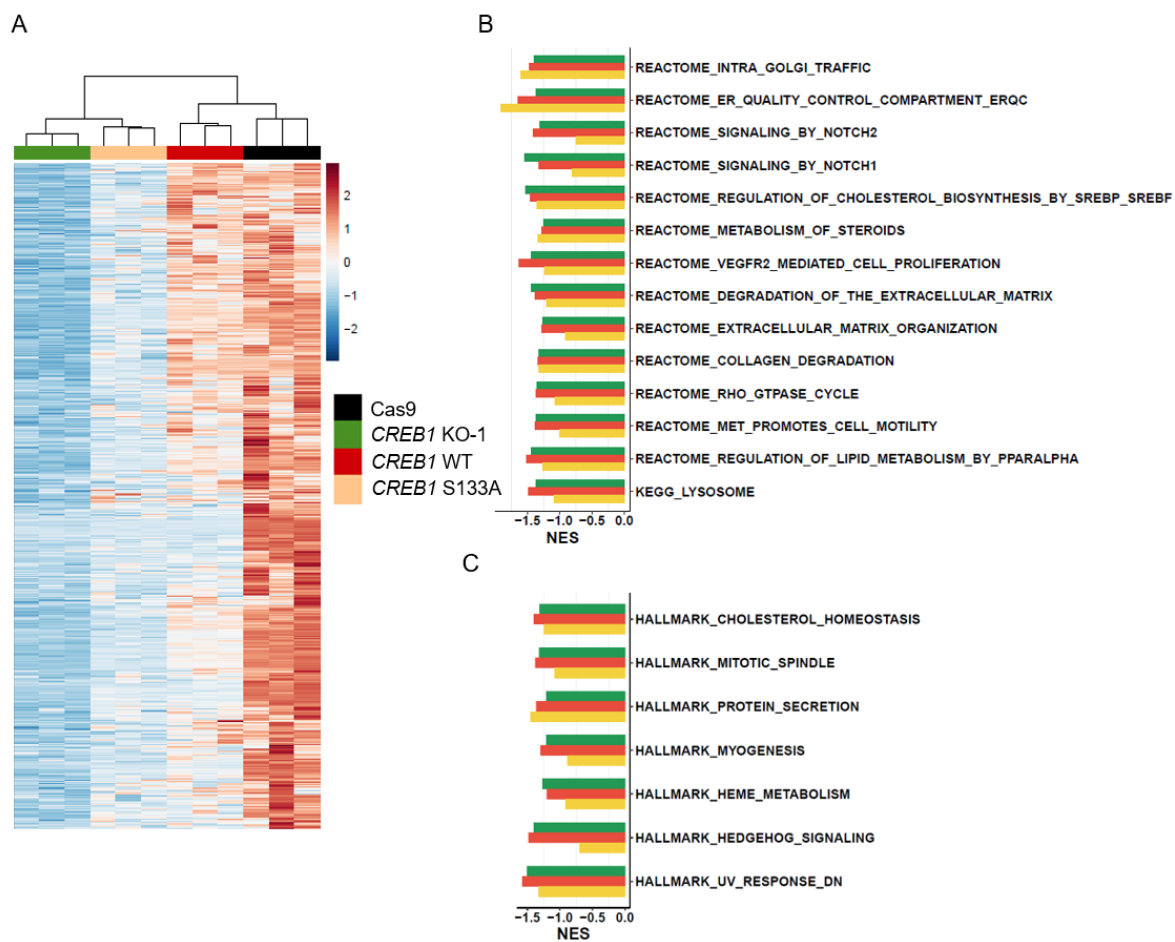 A
2
1
0
−1
−2
Cas9
CREB1 KO-1
CREB1 WT
CREB1 S133A
B
REACTOME_INTRA_GOLGI_TRAFFIC
REACTOME_ER_QUALITY_CONTROL_COMPARTMENT_ERQC
REACTOME_SIGNALING_BY_NOTCH2
REACTOME_SIGNALING_BY_NOTCH1
REACTOME_REGULATION_OF_CHOLESTEROL_BIOSYNTHESIS_BY_SREBP_SREBF
REACTOME_METABOLISM_OF_STEROIDS
REACTOME_VEGFR2_MEDIATED_CELL_PROLIFERATION
REACTOME_DEGRADATION_OF_THE_EXTRACELLULAR_MATRIX
REACTOME_EXTRACELLULAR_MATRIX_ORGANIZATION
REACTOME_COLLAGEN_DEGRADATION
REACTOME_RHO_GTPASE_CYCLE
REACTOME_MET_PROMOTES_CELL_MOTILITY
REACTOME_REGULATION_OF_LIPID_METABOLISM_BY_PPARALPHA
KEGG_LYSOSOME
−1.5 −1.0 −0.5 0.0
NES
C
HALLMARK_CHOLESTEROL_HOMEOSTASIS
HALLMARK_MITOTIC_SPINDLE
HALLMARK_PROTEIN_SECRETION
HALLMARK_MYOGENESIS
HALLMARK_HEME_METABOLISM
HALLMARK_HEDGEHOG_SIGNALING
HALLMARK_UV_RESPONSE_DN
−1.5 −1.0 −0.5 0.0
NES